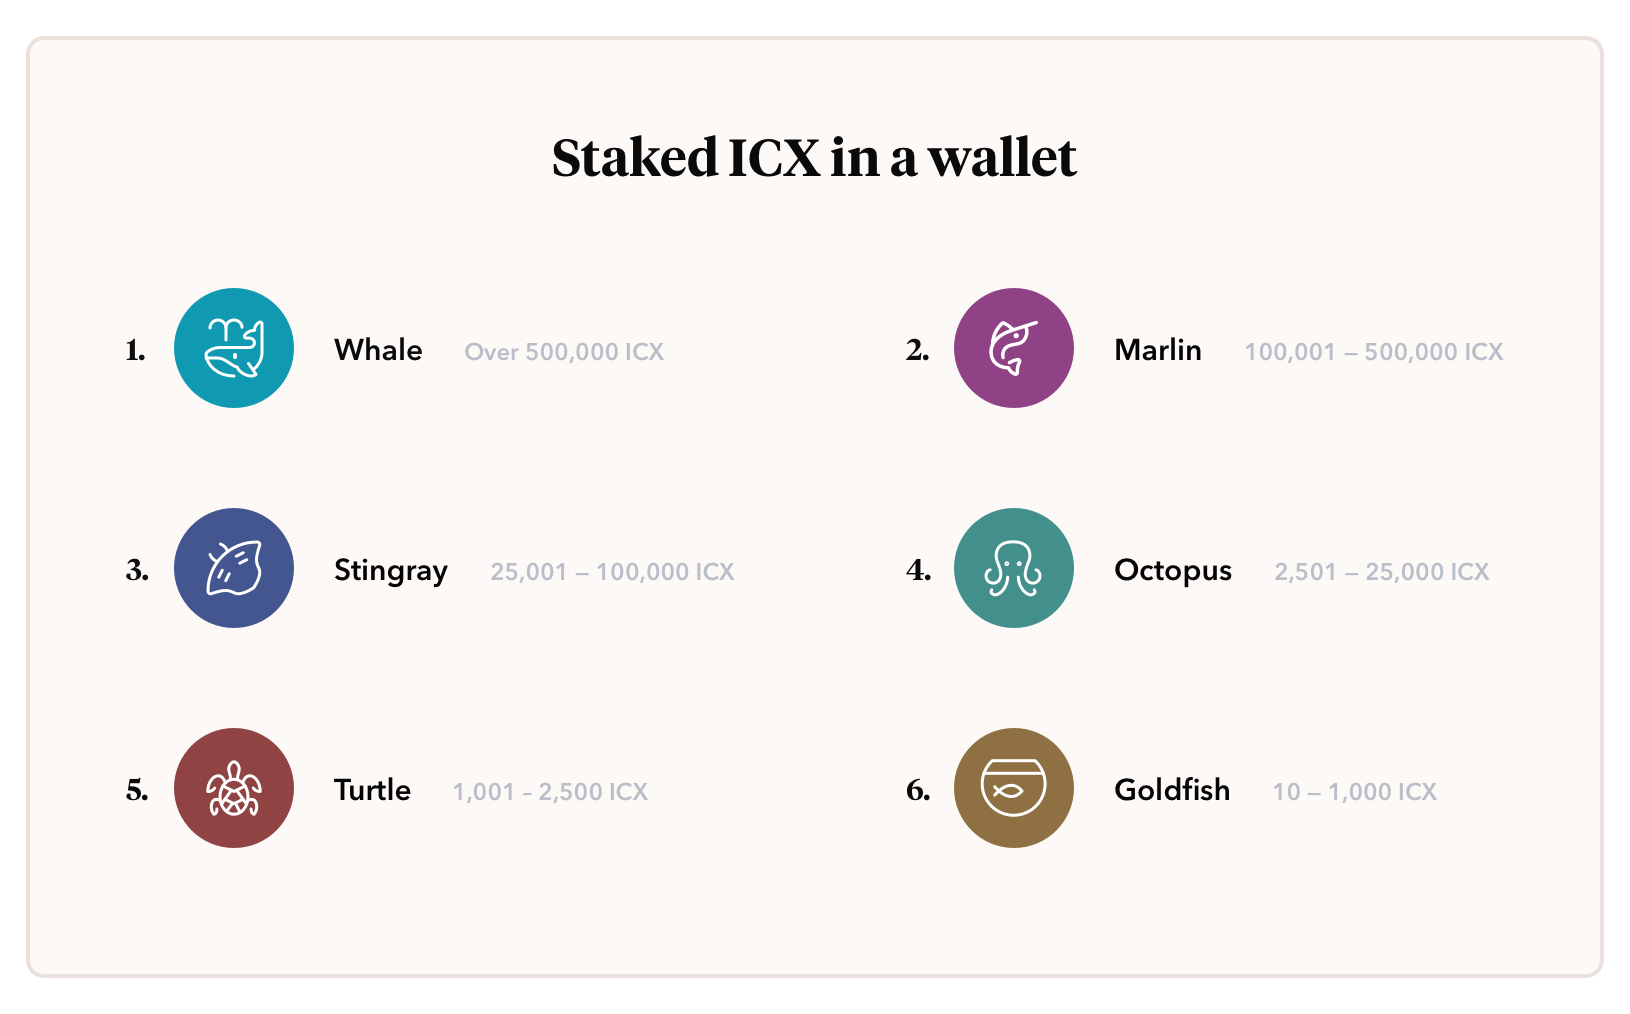 Staked ICX in a wallet
1. Whale Over 500,000 ICX
2. Marlin 100,001 – 500,000 ICX
3. Stingray 25,001 – 100,000 ICX
4. Octopus 2,501 – 25,000 ICX
5. Turtle 1,001 - 2,500 ICX
6. Goldfish 10 – 1,000 ICX